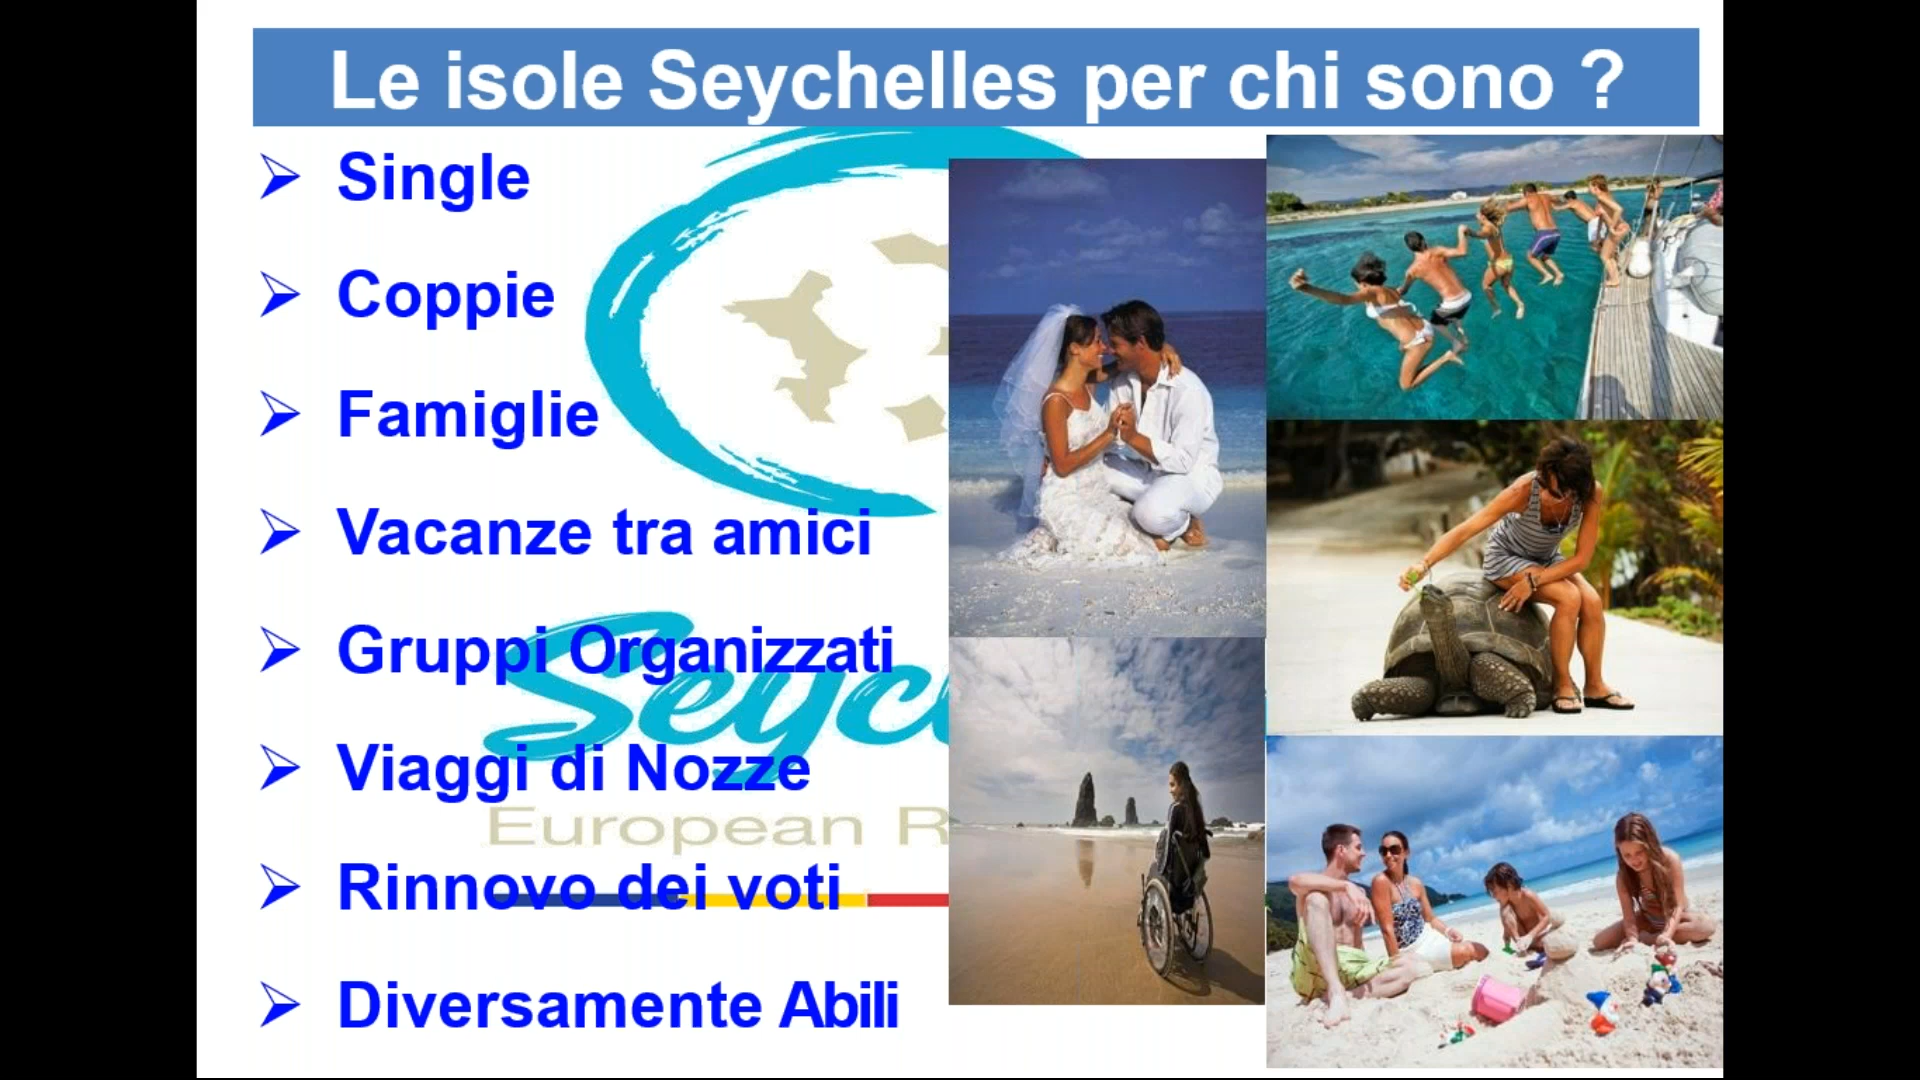 Le isole Seychelles per chi sono ?
Single
Coppie
Famiglie
Vacanze tra amici
Gruppi Organizzati
Seyc
Viaggi di Nozze
European R
Rinnovo dei voti
Diversamente Abili